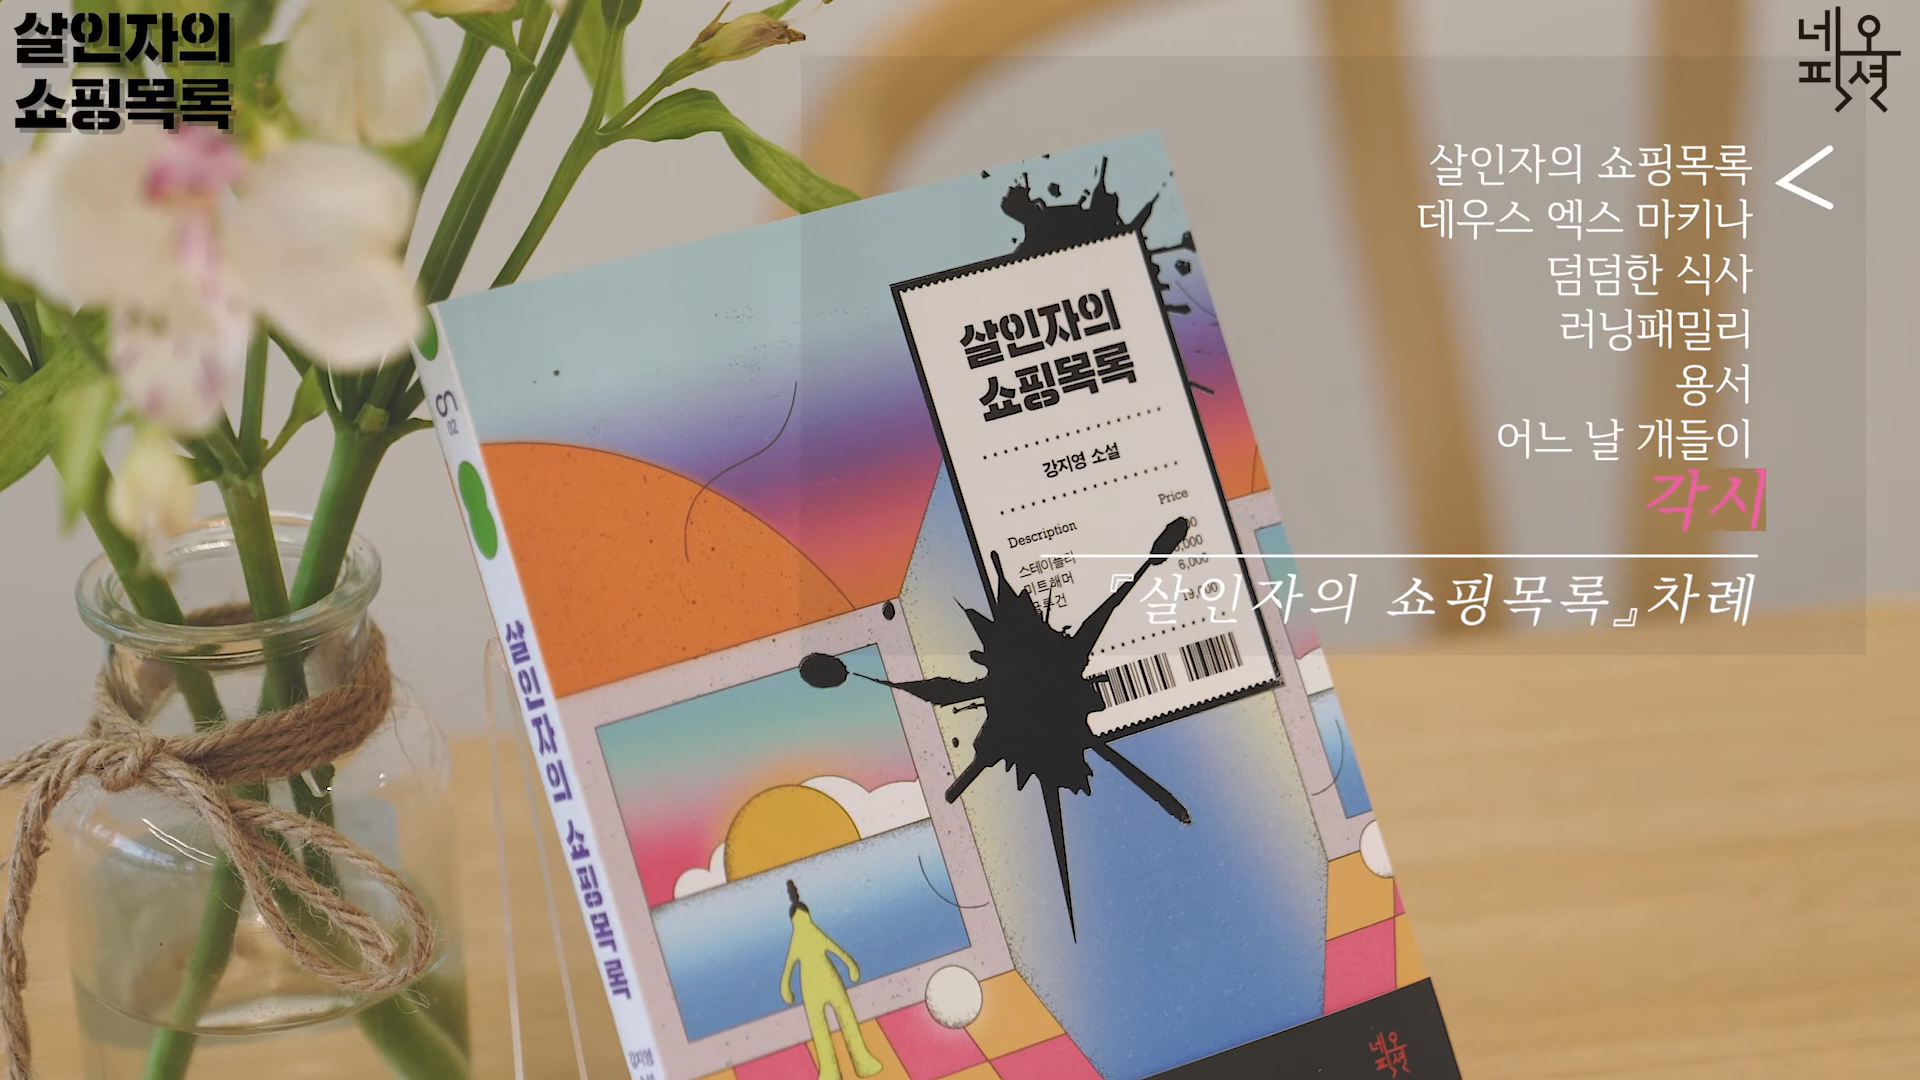 살인자의
쇼핑목록
네오
픽션
살인자의 쇼핑목록
데우스 엑스 마키나
덤덤한 식사
러닝패밀리
용서
어느 날 개들이
각시
『살인자의 쇼핑목록』차례
살인자의
쇼핑목록
강지영 소설
Description
Price
스테이플러
6,000
S
02
살인자의 쇼핑목록
강지영
네오
픽션